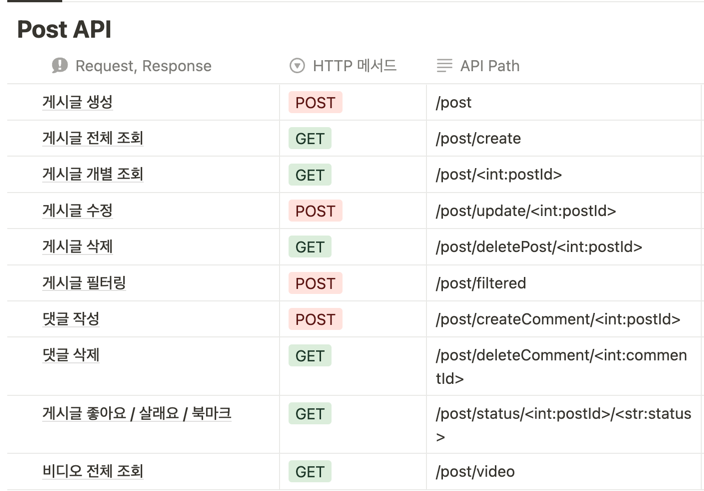 Post API
Request, Response HTTP 메서드 API Path
게시글 생성 POST /post
게시글 전체 조회 GET /post/create
게시글 개별 조회 GET /post/<int:postId>
게시글 수정 POST /post/update/<int:postId>
게시글 삭제 GET /post/deletePost/<int:postId>
게시글 필터링 POST /post/filtered
댓글 작성 POST /post/createComment/<int:postId>
댓글 삭제 GET /post/deleteComment/<int:commen
tId>
게시글 좋아요 / 살래요 / 북마크 GET /post/status/<int:postId>/<str:status
>
비디오 전체 조회 GET /post/video